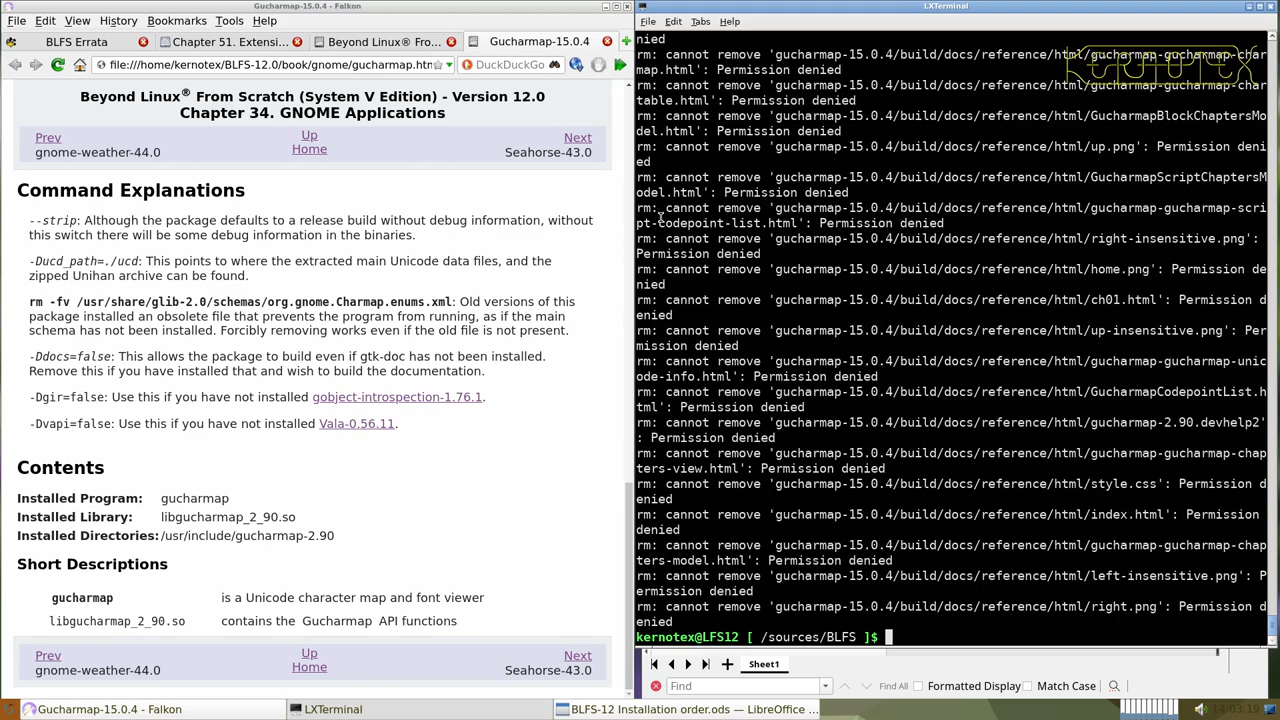 Gucharmap-15.0.4 - Falkon
File Edit View History Bookmarks Tools Help
BLFS Errata
Chapter 51. Extensi...
Beyond Linux® Fro...
Gucharmap-15.0.4
file:///home/kernotex/BLFS-12.0/book/gnome/gucharmap.htm
DuckDuckGo
Beyond Linux® From Scratch (System V Edition) - Version 12.0
Chapter 34. GNOME Applications
Prev
Up
Next
gnome-weather-44.0
Home
Seahorse-43.0
Command Explanations
--strip: Although the package defaults to a release build without debug information, without
this switch there will be some debug information in the binaries.
-Ducd_path=./ucd: This points to where the extracted main Unicode data files, and the
zipped Unihan archive can be found.
rm -fv /usr/share/glib-2.0/schemas/org.gnome.Charmap.enums.xml: Old versions of this
package installed an obsolete file that prevents the program from running, as if the main
schema has not been installed. Forcibly removing works even if the old file is not present.
-Ddocs=false: This allows the package to build even if gtk-doc has not been installed.
Remove this if you have installed that and wish to build the documentation.
-Dgir=false: Use this if you have not installed gobject-introspection-1.76.1.
-Dvapi=false: Use this if you have not installed Vala-0.56.11.
Contents
Installed Program: gucharmap
Installed Library: libgucharmap_2_90.so
Installed Directories: /usr/include/gucharmap-2.90
Short Descriptions
gucharmap is a Unicode character map and font viewer
libgucharmap_2_90.so contains the Gucharmap API functions
Prev
Up
Next
gnome-weather-44.0
Home
Seahorse-43.0
LXTerminal
File Edit Tabs Help
nied
rm: cannot remove 'gucharmap-15.0.4/build/docs/reference/html/gucharmap-gucharmap-char
map.html': Permission denied
rm: cannot remove 'gucharmap-15.0.4/build/docs/reference/html/gucharmap-gucharmap-char
table.html': Permission denied
rm: cannot remove 'gucharmap-15.0.4/build/docs/reference/html/GucharmapBlockChaptersMo
del.html': Permission denied
rm: cannot remove 'gucharmap-15.0.4/build/docs/reference/html/up.png': Permission deni
ed
rm: cannot remove 'gucharmap-15.0.4/build/docs/reference/html/GucharmapScriptChaptersM
odel.html': Permission denied
rm: cannot remove 'gucharmap-15.0.4/build/docs/reference/html/gucharmap-gucharmap-scri
pt-codepoint-list.html': Permission denied
rm: cannot remove 'gucharmap-15.0.4/build/docs/reference/html/right-insensitive.png':
Permission denied
rm: cannot remove 'gucharmap-15.0.4/build/docs/reference/html/home.png': Permission de
nied
rm: cannot remove 'gucharmap-15.0.4/build/docs/reference/html/ch01.html': Permission d
enied
rm: cannot remove 'gucharmap-15.0.4/build/docs/reference/html/up-insensitive.png': Per
mission denied
rm: cannot remove 'gucharmap-15.0.4/build/docs/reference/html/gucharmap-gucharmap-unic
ode-info.html': Permission denied
rm: cannot remove 'gucharmap-15.0.4/build/docs/reference/html/GucharmapCodepointList.h
tml': Permission denied
rm: cannot remove 'gucharmap-15.0.4/build/docs/reference/html/gucharmap-2.90.devhelp2'
: Permission denied
rm: cannot remove 'gucharmap-15.0.4/build/docs/reference/html/gucharmap-gucharmap-chap
ters-view.html': Permission denied
rm: cannot remove 'gucharmap-15.0.4/build/docs/reference/html/style.css': Permission d
enied
rm: cannot remove 'gucharmap-15.0.4/build/docs/reference/html/index.html': Permission
denied
rm: cannot remove 'gucharmap-15.0.4/build/docs/reference/html/gucharmap-gucharmap-chap
ters-model.html': Permission denied
rm: cannot remove 'gucharmap-15.0.4/build/docs/reference/html/left-insensitive.png': P
ermission denied
rm: cannot remove 'gucharmap-15.0.4/build/docs/reference/html/right.png': Permission d
enied
kernotex@LFS12 [ /sources/BLFS ]$
Sheet1
Find
Find All
Formatted Display
Match Case
Gucharmap-15.0.4 - Falkon
LXTerminal
BLFS-12 Installation order.ods — LibreOffice ...
14:03:19